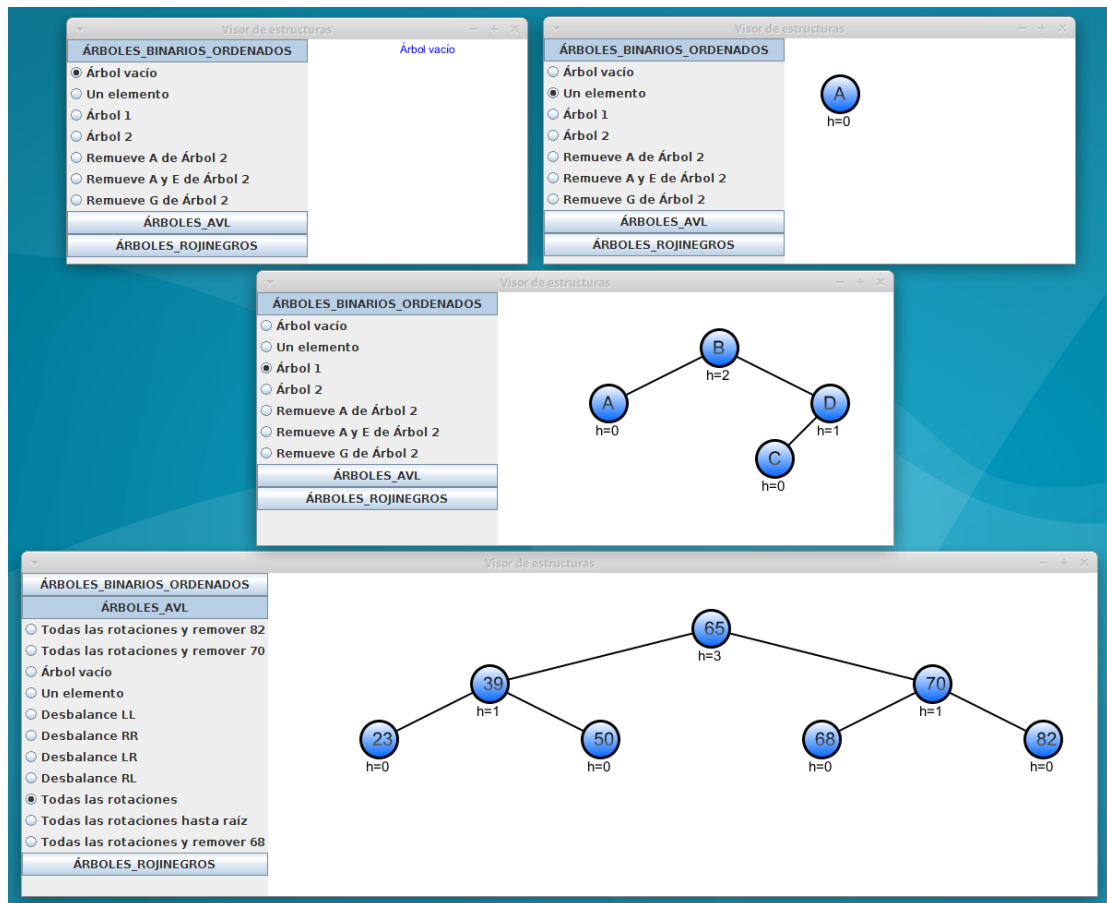 Visor de estructuras
ÁRBOLES_BINARIOS_ORDENADOS
Árbol vacío
Un elemento
Árbol 1
Árbol 2
Remueve A de Árbol 2
Remueve A y E de Árbol 2
Remueve G de Árbol 2
ÁRBOLES_AVL
ÁRBOLES_ROJINEGROS
Árbol vacío
Visor de estructuras
ÁRBOLES_BINARIOS_ORDENADOS
Árbol vacío
Un elemento
Árbol 1
Árbol 2
Remueve A de Árbol 2
Remueve A y E de Árbol 2
Remueve G de Árbol 2
ÁRBOLES_AVL
ÁRBOLES_ROJINEGROS
A
h=0
Visor de estructuras
ÁRBOLES_BINARIOS_ORDENADOS
Árbol vacío
Un elemento
Árbol 1
Árbol 2
Remueve A de Árbol 2
Remueve A y E de Árbol 2
Remueve G de Árbol 2
ÁRBOLES_AVL
ÁRBOLES_ROJINEGROS
B
h=2
A
h=0
D
h=1
C
h=0
Visor de estructuras
ÁRBOLES_BINARIOS_ORDENADOS
ÁRBOLES_AVL
Todas las rotaciones y remover 82
Todas las rotaciones y remover 70
Árbol vacío
Un elemento
Desbalance LL
Desbalance RR
Desbalance LR
Desbalance RL
Todas las rotaciones
Todas las rotaciones hasta raíz
Todas las rotaciones y remover 68
ÁRBOLES_ROJINEGROS
65
h=3
39
h=1
70
h=1
23
h=0
50
h=0
68
h=0
82
h=0